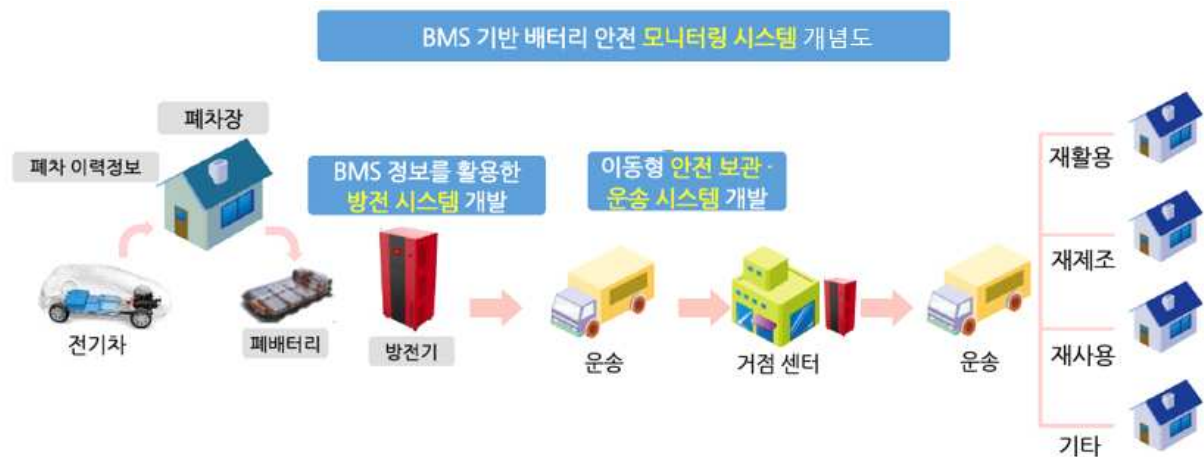 BMS 기반 배터리 안전 모니터링 시스템 개념도
폐차장
폐차 이력정보
BMS 정보를 활용한
방전 시스템 개발
이동형 안전 보관·
운송 시스템 개발
전기차
폐배터리
방전기
운송
거점 센터
운송
재활용
재제조
재사용
기타